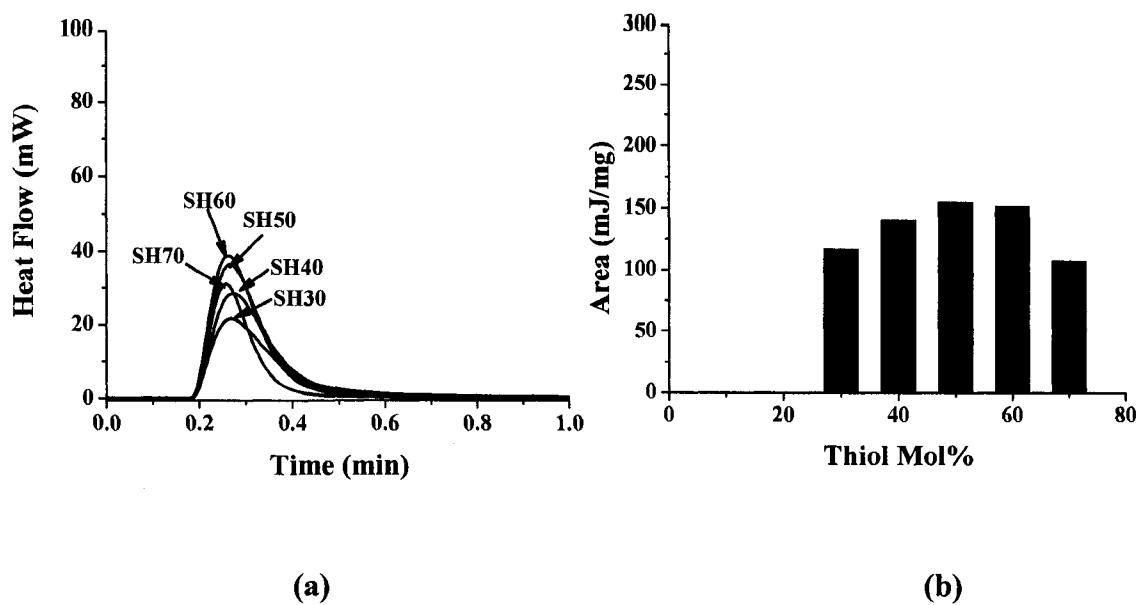 100
80
60
40
20
0
Heat Flow (mW)
SH60
SH50
SH70
SH40
SH30
0.0 0.2 0.4 0.6 0.8 1.0
Time (min)
(a)
300
250
200
150
100
50
0
Area (mJ/mg)
0 20 40 60 80
Thiol Mol%
(b)